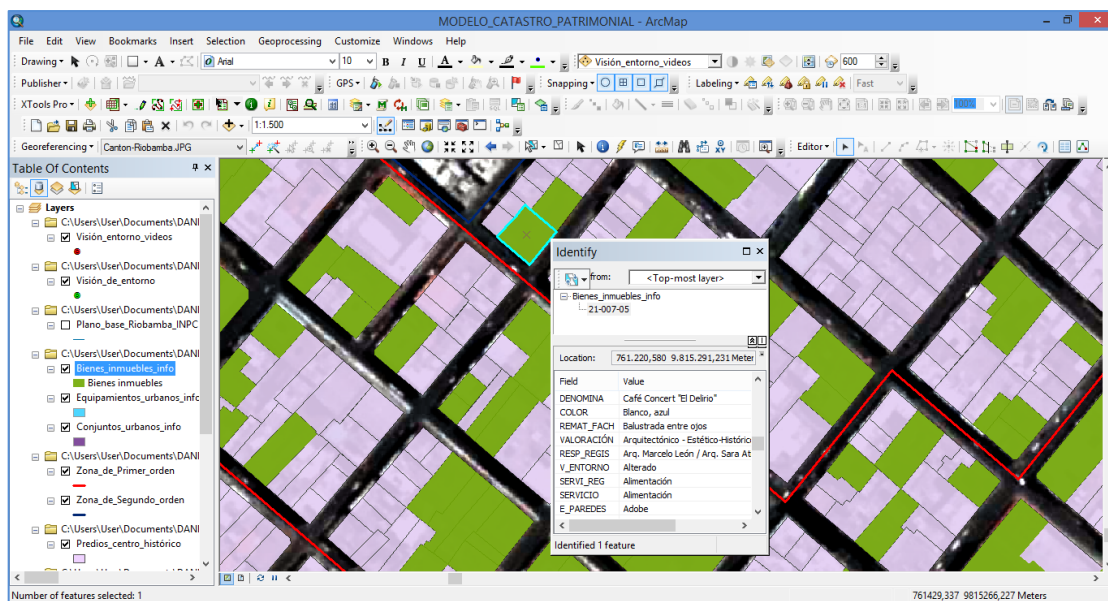 MODELO_CATASTRO_PATRIMONIAL - ArcMap
File Edit View Bookmarks Insert Selection Geoprocessing Customize Windows Help
Drawing A Arial 10 B I U A Visión_entorno_videos 600
Publisher GPS Snapping Labeling Fast
XTools Pro 100%
1:1.500
Georeferencing Canton-Riobamba.JPG Editor
Table Of Contents
Layers
C:\Users\User\Documents\DANI
Visión_entorno_videos
C:\Users\User\Documents\DANI
Visión_de_entorno
C:\Users\User\Documents\DANI
Plano_base_Riobamba_INPC
C:\Users\User\Documents\DANI
Bienes_inmuebles_info
Bienes inmuebles
Equipamientos_urbanos_info
Conjuntos_urbanos_info
C:\Users\User\Documents\DANI
Zona_de_Primer_orden
Zona_de_Segundo_orden
C:\Users\User\Documents\DANI
Predios_centro_histórico
Identify
from: <Top-most layer>
Bienes_inmuebles_info
21-007-05
Location: 761.220,580 9.815.291,231 Meter
Field Value
DENOMINA Café Concert "El Delirio"
COLOR Blanco, azul
REMAT_FACH Balustrada entre ojos
VALORACIÓN Arquitectónico - Estético-Histórico
RESP_REGIS Arq. Marcelo León / Arq. Sara At
V_ENTORNO Alterado
SERVI_REG Alimentación
SERVICIO Alimentación
E_PAREDES Adobe
Identified 1 feature
Number of features selected: 1
761429,337 9815266,227 Meters